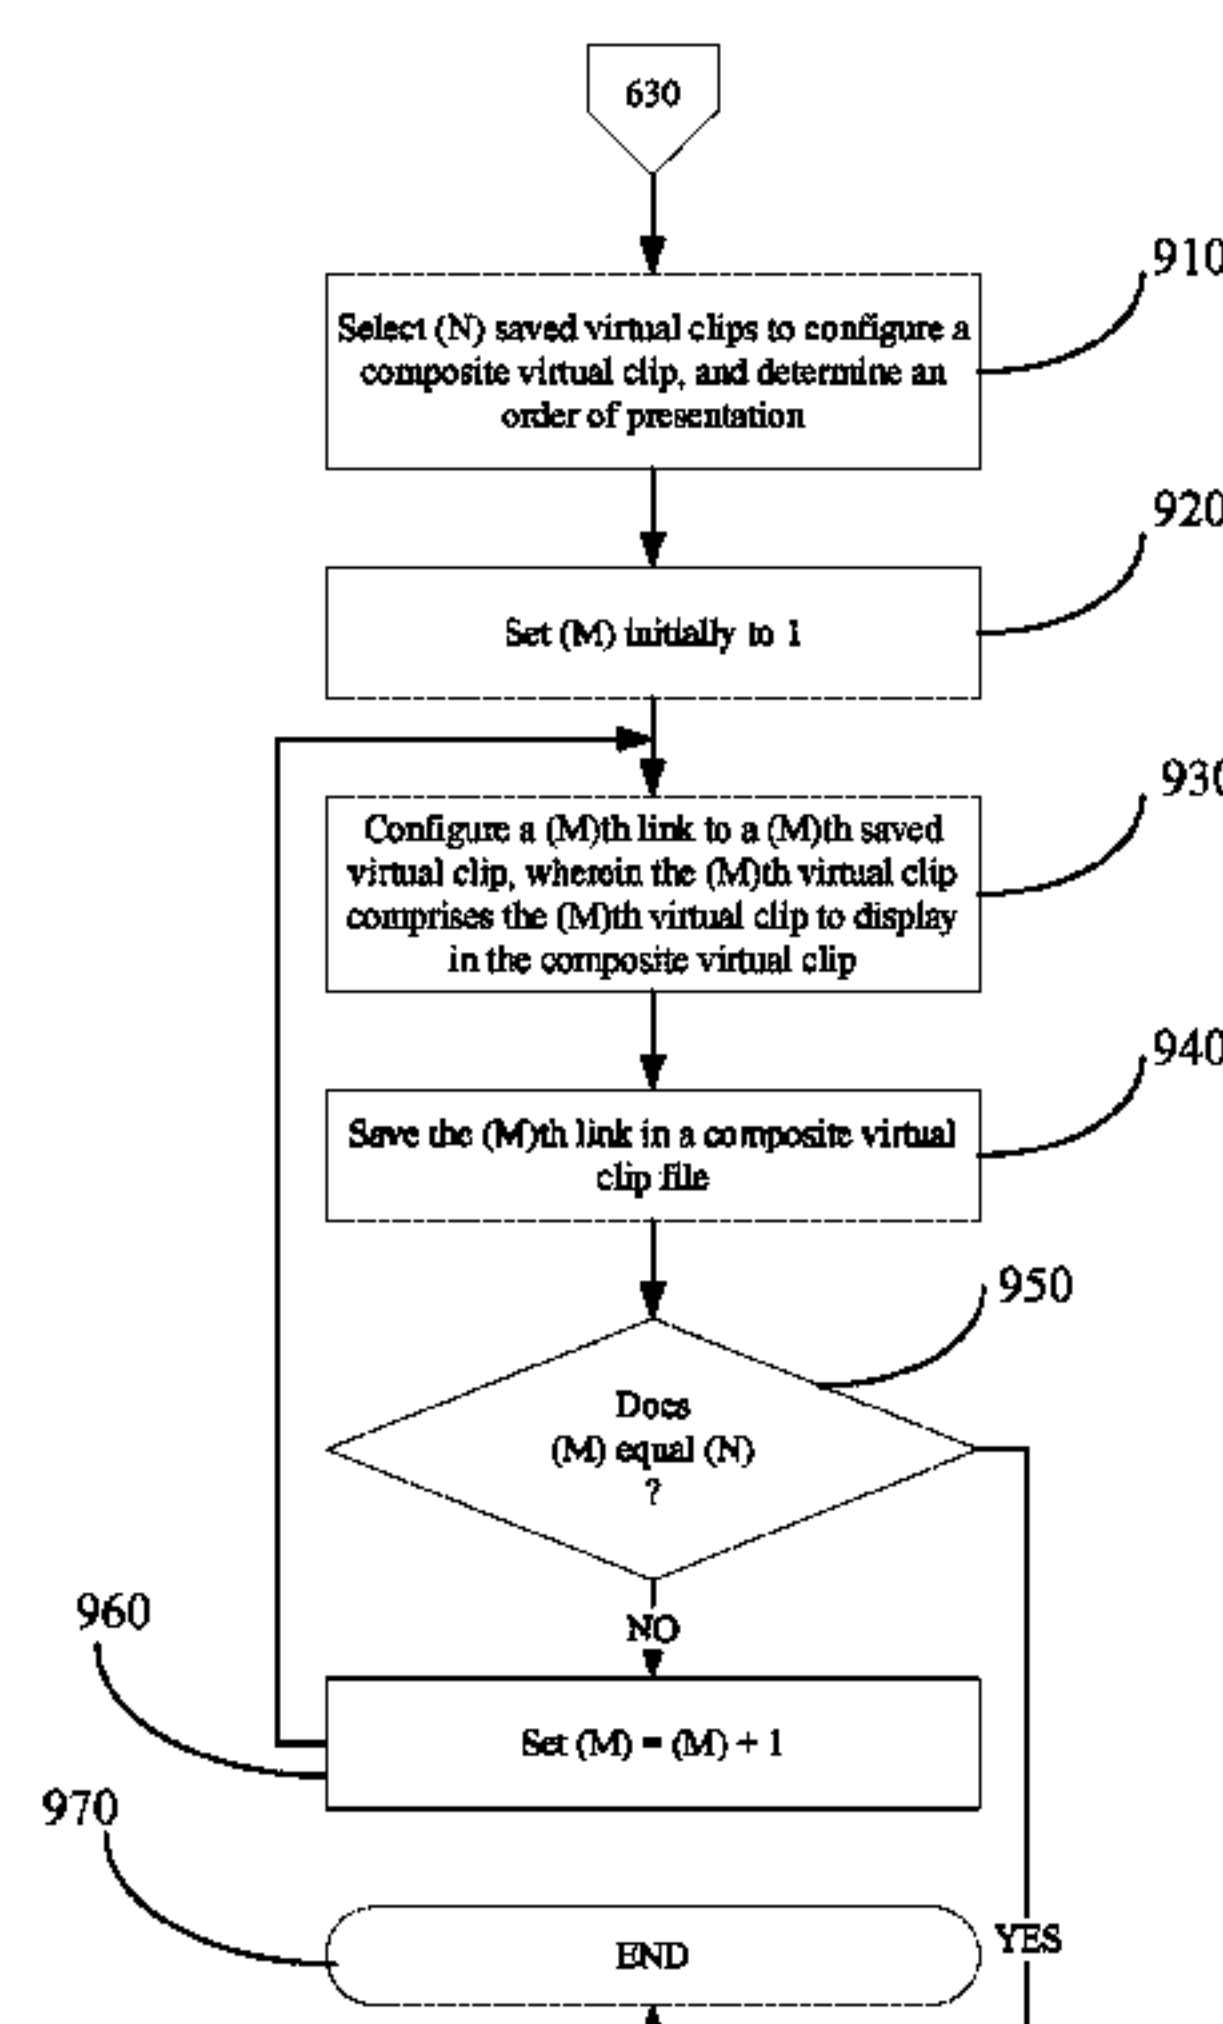 630
910
Select (N) saved virtual clips to configure a
composite virtual clip, and determine an
order of presentation
920
Set (M) initially to 1
930
Configure a (M)th link to a (M)th saved
virtual clip, wherein the (M)th virtual clip
comprises the (M)th virtual clip to display
in the composite virtual clip
940
Save the (M)th link in a composite virtual
clip file
950
Does
(M) equal (N)
?
NO
960
Set (M) = (M) + 1
970
END
YES